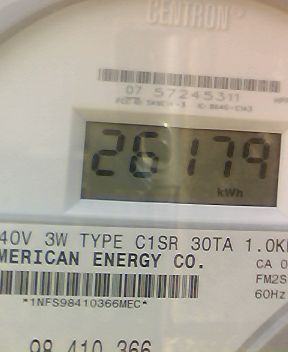 CENTRON
07 57245311
26179
kWh
40V 3W TYPE C1SR 30TA 1.0K
MERICAN ENERGY CO.
CA 0
FM2S
60Hz
*1NFS98410366MEC*
98 410 366